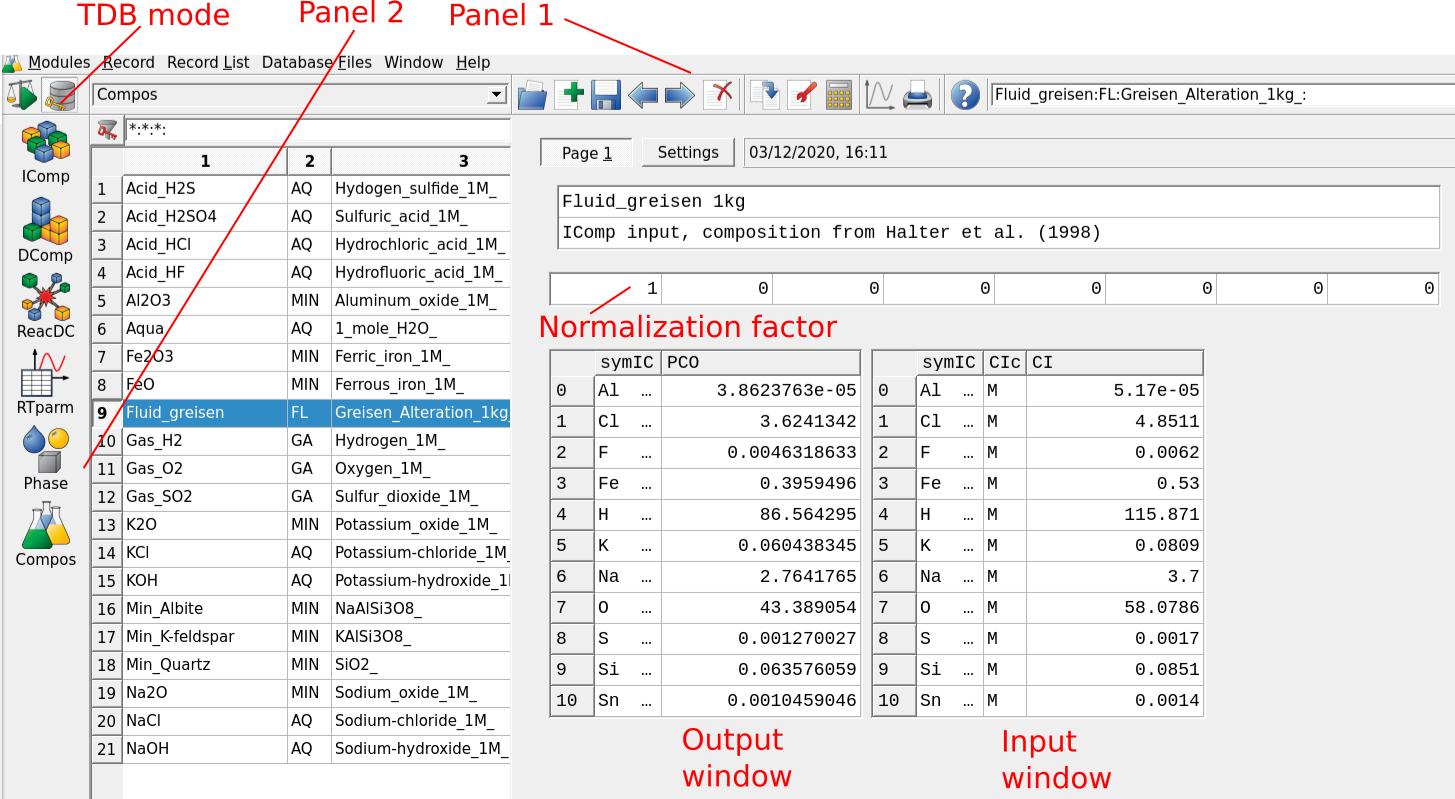 TDB mode Panel 2 Panel 1
Modules Record Record List Database Files Window Help
Compos Fluid_greisen:FL:Greisen_Alteration_1kg_:
*:*:*:
IComp
DComp
ReacDC
RTparm
Phase
Compos
1 2 3
1 Acid_H2S AQ Hydogen_sulfide_1M_
2 Acid_H2SO4 AQ Sulfuric_acid_1M_
3 Acid_HCl AQ Hydrochloric_acid_1M_
4 Acid_HF AQ Hydrofluoric_acid_1M_
5 Al2O3 MIN Aluminum_oxide_1M_
6 Aqua AQ 1_mole_H2O_
7 Fe2O3 MIN Ferric_iron_1M_
8 FeO MIN Ferrous_iron_1M_
9 Fluid_greisen FL Greisen_Alteration_1kg_
10 Gas_H2 GA Hydrogen_1M_
11 Gas_O2 GA Oxygen_1M_
12 Gas_SO2 GA Sulfur_dioxide_1M_
13 K2O MIN Potassium_oxide_1M_
14 KCl AQ Potassium-chloride_1M_
15 KOH AQ Potassium-hydroxide_1
16 Min_Albite MIN NaAlSi3O8_
17 Min_K-feldspar MIN KAlSi3O8_
18 Min_Quartz MIN SiO2_
19 Na2O MIN Sodium_oxide_1M_
20 NaCl AQ Sodium-chloride_1M_
21 NaOH AQ Sodium-hydroxide_1M_
Page 1 Settings 03/12/2020, 16:11
Fluid_greisen 1kg
IComp input, composition from Halter et al. (1998)
1 0 0 0 0 0 0 0
Normalization factor
symIC PCO
0 Al … 3.8623763e-05
1 Cl … 3.6241342
2 F … 0.0046318633
3 Fe … 0.3959496
4 H … 86.564295
5 K … 0.060438345
6 Na … 2.7641765
7 O … 43.389054
8 S … 0.001270027
9 Si … 0.063576059
10 Sn … 0.0010459046
Output
window
symIC CIc CI
0 Al … M 5.17e-05
1 Cl … M 4.8511
2 F … M 0.0062
3 Fe … M 0.53
4 H … M 115.871
5 K … M 0.0809
6 Na … M 3.7
7 O … M 58.0786
8 S … M 0.0017
9 Si … M 0.0851
10 Sn … M 0.0014
Input
window